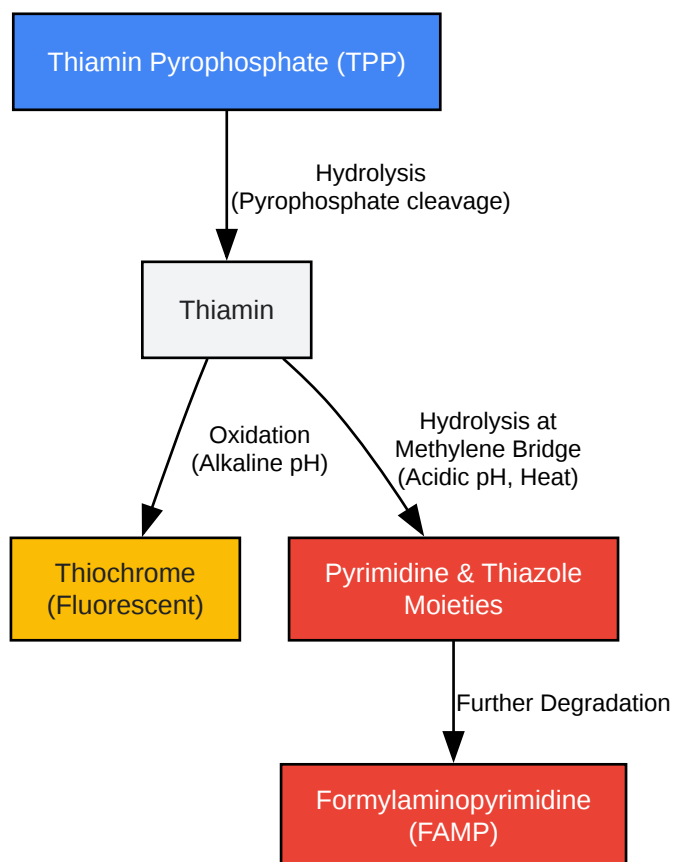 Thiamin Pyrophosphate (TPP)
Hydrolysis
(Pyrophosphate cleavage)
Thiamin
Oxidation
(Alkaline pH)
Hydrolysis at
Methylene Bridge
(Acidic pH, Heat)
Thiochrome
(Fluorescent)
Pyrimidine & Thiazole
Moieties
Further Degradation
Formylaminopyrimidine
(FAMP)